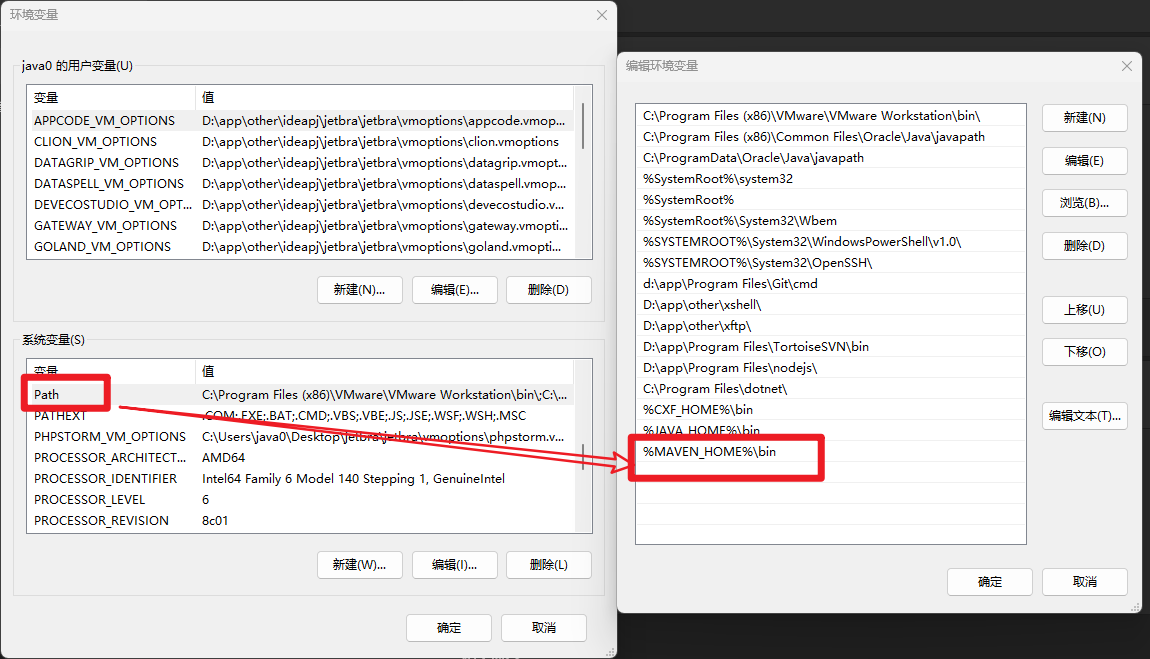 环境变量
java0 的用户变量(U)
变量 值
APPCODE_VM_OPTIONS D:\app\other\ideapj\jetbra\jetbra\vmoptions\appcode.vmop...
CLION_VM_OPTIONS D:\app\other\ideapj\jetbra\jetbra\vmoptions\clion.vmoptions
DATAGRIP_VM_OPTIONS D:\app\other\ideapj\jetbra\jetbra\vmoptions\datagrip.vmopt...
DATASPELL_VM_OPTIONS D:\app\other\ideapj\jetbra\jetbra\vmoptions\dataspell.vmop...
DEVECOSTUDIO_VM_OPT... D:\app\other\ideapj\jetbra\jetbra\vmoptions\devecostudio.v...
GATEWAY_VM_OPTIONS D:\app\other\ideapj\jetbra\jetbra\vmoptions\gateway.vmopti...
GOLAND_VM_OPTIONS D:\app\other\ideapj\jetbra\jetbra\vmoptions\goland.vmopti...
新建(N)... 编辑(E)... 删除(D)
系统变量(S)
变量 值
Path C:\Program Files (x86)\VMware\VMware Workstation\bin\;C:\...
PATHEXT .COM;.EXE;.BAT;.CMD;.VBS;.VBE;.JS;.JSE;.WSF;.WSH;.MSC
PHPSTORM_VM_OPTIONS C:\Users\java0\Desktop\jetbra\jetbra\vmoptions\phpstorm.v...
PROCESSOR_ARCHITECT... AMD64
PROCESSOR_IDENTIFIER Intel64 Family 6 Model 140 Stepping 1, GenuineIntel
PROCESSOR_LEVEL 6
PROCESSOR_REVISION 8c01
新建(W)... 编辑(I)... 删除(L)
确定 取消
编辑环境变量
C:\Program Files (x86)\VMware\VMware Workstation\bin\
C:\Program Files (x86)\Common Files\Oracle\Java\javapath
C:\ProgramData\Oracle\Java\javapath
%SystemRoot%\system32
%SystemRoot%
%SystemRoot%\System32\Wbem
%SYSTEMROOT%\System32\WindowsPowerShell\v1.0\
%SYSTEMROOT%\System32\OpenSSH\
d:\app\Program Files\Git\cmd
D:\app\other\xshell\
D:\app\other\xftp\
D:\app\Program Files\TortoiseSVN\bin
D:\app\Program Files\nodejs\
C:\Program Files\dotnet\
%CXF_HOME%\bin
%JAVA_HOME%\bin
%MAVEN_HOME%\bin
新建(N)
编辑(E)
浏览(B)...
删除(D)
上移(U)
下移(O)
编辑文本(T)...
确定 取消